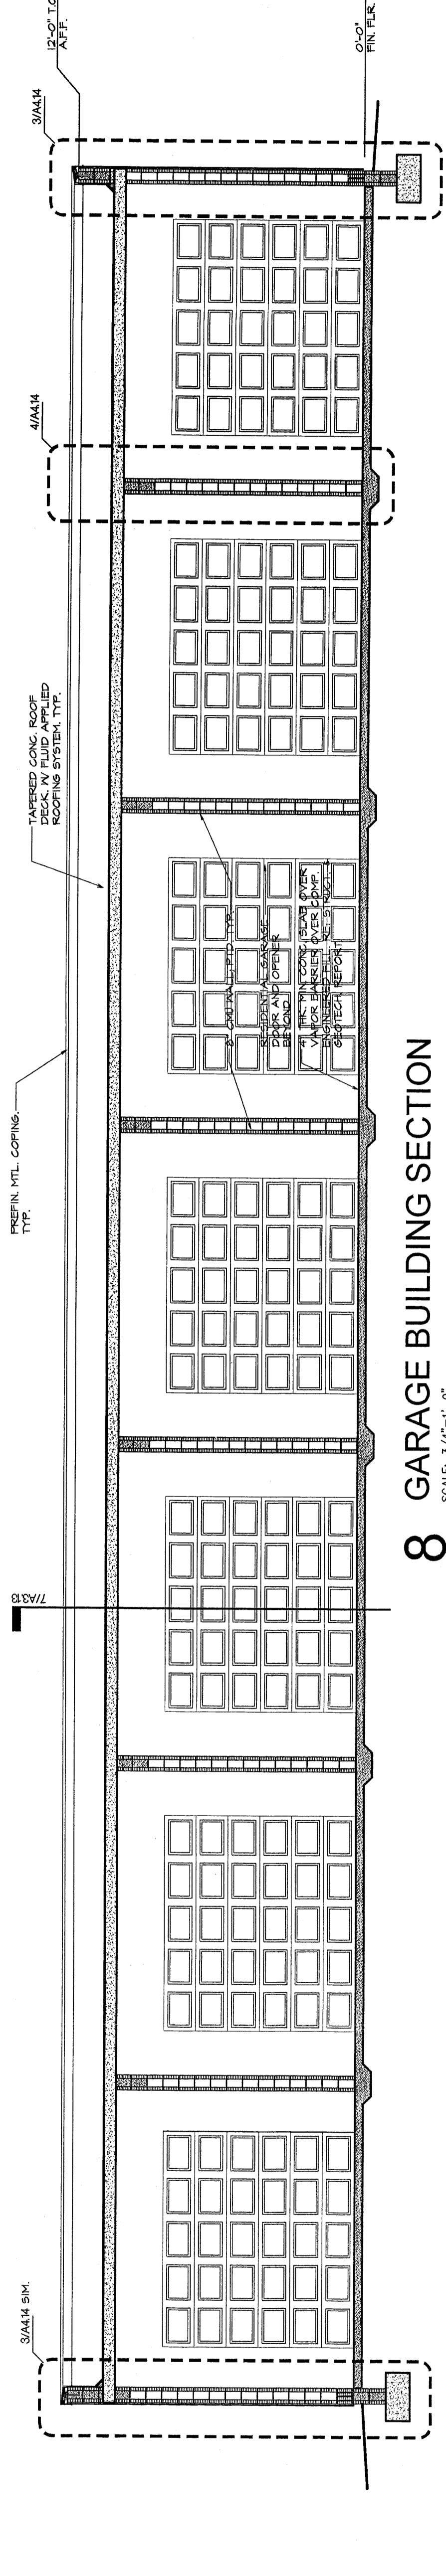 12'-0" T.O.
A.F.F.
0'-0"
FIN. FLR.
3/A4.14
4/A4.14
TAPERED CONC. ROOF
DECK. W/ FLUID APPLIED
ROOFING SYSTEM, TYP.
PREFIN. MTL. COPING,
TYP.
8" CMU WALL, PTD. TYP.
RESIDENTIAL GARAGE
DOOR AND OPENER
BEYOND
4" THK. MIN. CONC. SLAB OVER
VAPOR BARRIER OVER COMP.
ENGINEERED FILL. RE: STRUCT. &
GEOTECH. REPORT
7/A3.13
3/A4.14 SIM.
8 GARAGE BUILDING SECTION
SCALE: 3/4"=1'-0"